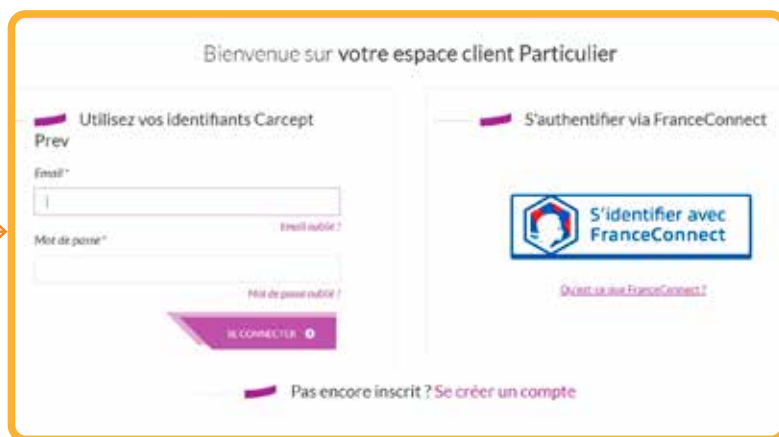 Bienvenue sur votre espace client Particulier
Utilisez vos identifiants Carcept
Prev
Email *
Email oublié ?
Mot de passe *
Mot de passe oublié ?
SE CONNECTER
S'authentifier via FranceConnect
S'identifier avec
FranceConnect
Qu'est-ce que FranceConnect ?
Pas encore inscrit ? Se créer un compte